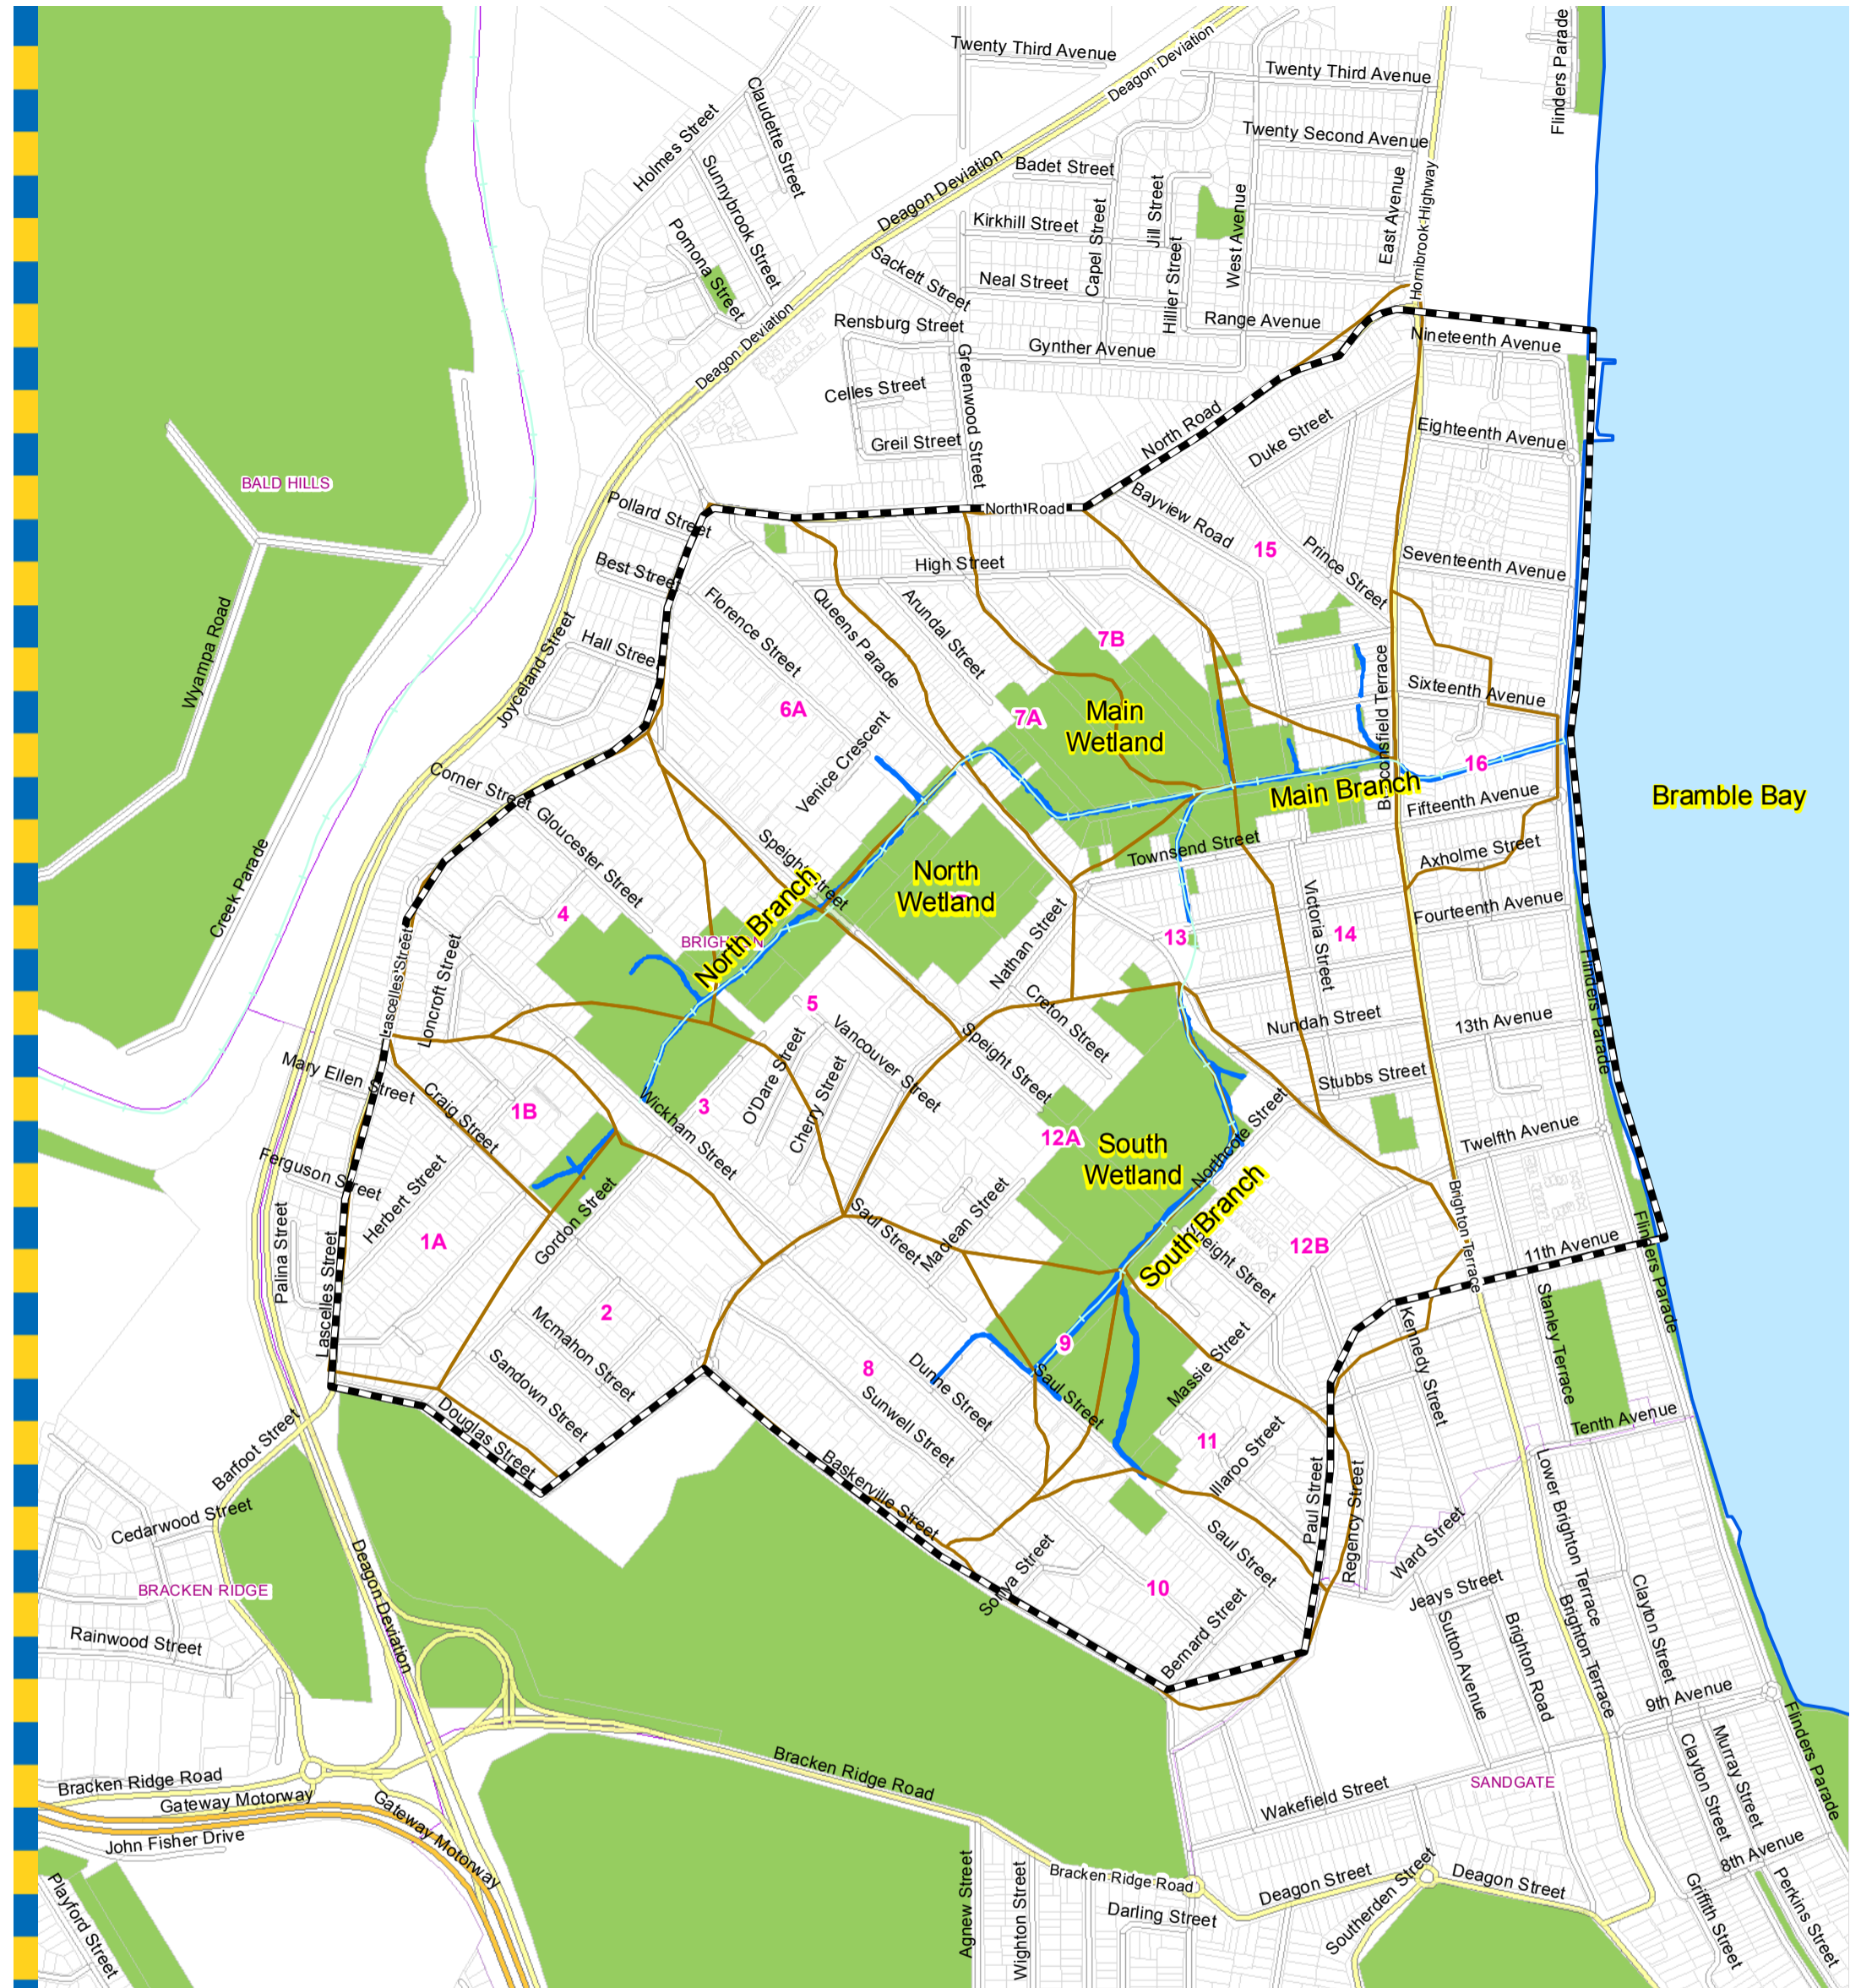 Twenty Third Avenue
Deagon Deviation
Flinders Parade
Twenty Third Avenue
Claudette Street
Holmes Street
Twenty Second Avenue
Sunnybrook Street
Badet Street
Deagon Deviation
Jill Street
East Avenue
Hornibrook Highway
West Avenue
Capel Street
Kirkhill Street
Pomona Street
Hillier Street
Sackett Street
Neal Street
Rensburg Street
Range Avenue
Nineteenth Avenue
Deagon Deviation
Gynther Avenue
Greenwood Street
Celles Street
North Road
Duke Street
Eighteenth Avenue
Greil Street
BALD HILLS
Pollard Street
North Road
Bayview Road
15
Prince Street
Seventeenth Avenue
Best Street
High Street
Florence Street
Queens Parade
Arundal Street
Wyampa Road
Joyceland Street
Hall Street
7B
Beaconsfield Terrace
Sixteenth Avenue
6A
7A
Main
Wetland
Venice Crescent
Corner Street
16
Main Branch
Fifteenth Avenue
Bramble Bay
Gloucester Street
Speight Street
Townsend Street
Axholme Street
North
Wetland
Creek Parade
4
Victoria Street
Fourteenth Avenue
BRIGHTON
North Branch
Nathan Street
13
14
Lascelles Street
Loncroft Street
5
Creton Street
Flinders Parade
Nundah Street
13th Avenue
Vancouver Street
Speight Street
O'Dare Street
Mary Ellen Street
Craig Street
1B
Wickham Street
3
Cherry Street
Stubbs Street
12A
South
Wetland
Northcote Street
Twelfth Avenue
Ferguson Street
Herbert Street
Gordon Street
Saul Street
Maclean Street
South Branch
Speight Street
12B
Brighton Terrace
11th Avenue
Flinders Parade
Palina Street
1A
Lascelles Street
2
Mcmahon Street
9
Kennedy Street
Stanley Terrace
Sandown Street
8
Dunne Street
Sunwell Street
Saul Street
Massie Street
Tenth Avenue
Douglas Street
Barfoot Street
11
Illaroo Street
Baskerville Street
Paul Street
Regency Street
Lower Brighton Terrace
Cedarwood Street
Deagon Deviation
Saul Street
Ward Street
BRACKEN RIDGE
10
Jeays Street
Clayton Street
Rainwood Street
Bernard Street
Sutton Avenue
Brighton Road
Brighton Terrace
9th Avenue
Flinders Parade
Bracken Ridge Road
Bracken Ridge Road
Clayton Street
Murray Street
SANDGATE
Gateway Motorway
Gateway Motorway
Wakefield Street
John Fisher Drive
8th Avenue
Playford Street
Agnew Street
Wighton Street
Bracken Ridge Road
Deagon Street
Southerden Street
Deagon Street
Griffith Street
Perkins Street
Darling Street